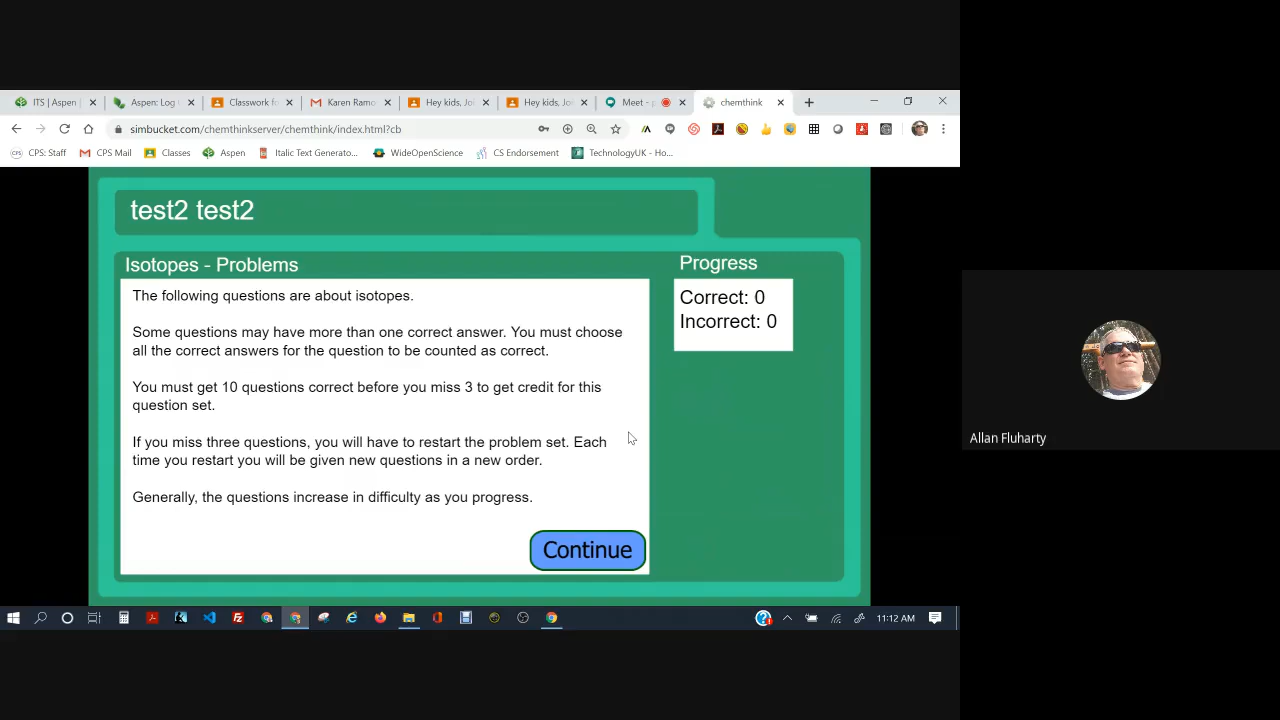 ITS | Aspen
Aspen: Log
Classwork fo
Karen Ramo
Hey kids, Jo
Hey kids, Jo
Meet - p
chemthink
simbucket.com/chemthinkserver/chemthink/index.html?cb
CPS: Staff
CPS Mail
Classes
Aspen
Italic Text Generato...
WideOpenScience
CS Endorsement
TechnologyUK - Ho...
test2 test2
Isotopes - Problems
The following questions are about isotopes.
Some questions may have more than one correct answer. You must choose
all the correct answers for the question to be counted as correct.
You must get 10 questions correct before you miss 3 to get credit for this
question set.
If you miss three questions, you will have to restart the problem set. Each
time you restart you will be given new questions in a new order.
Generally, the questions increase in difficulty as you progress.
Continue
Progress
Correct: 0
Incorrect: 0
Allan Fluharty
11:12 AM